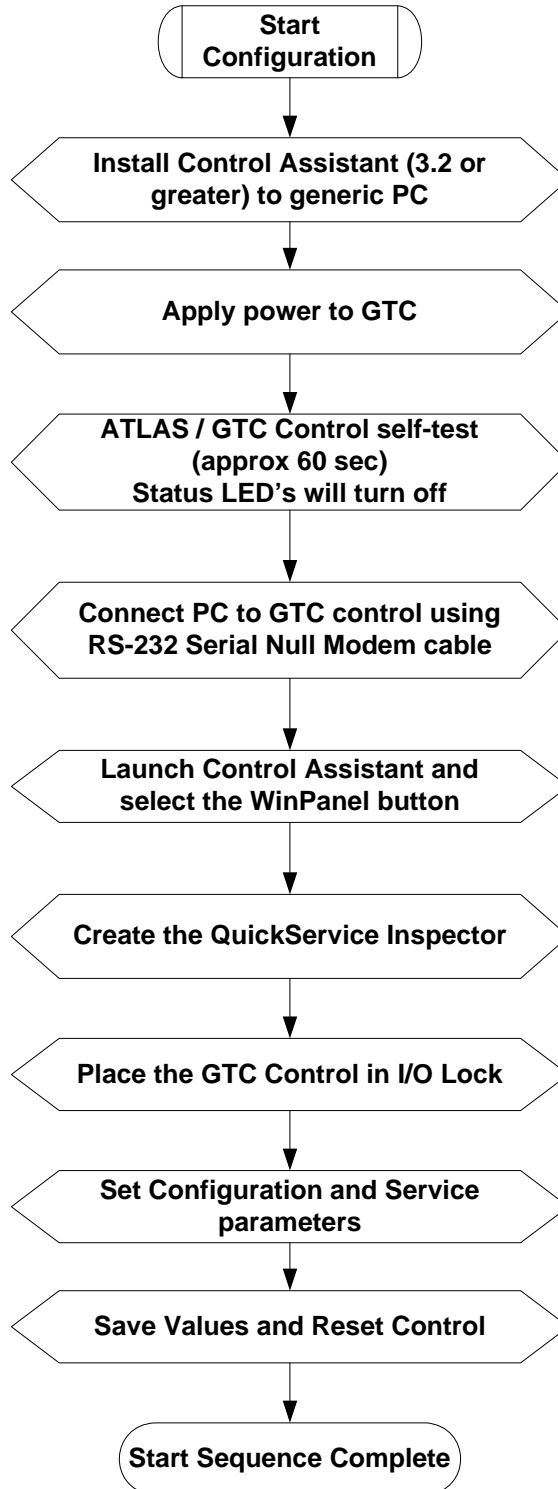 Start
Configuration
Install Control Assistant (3.2 or
greater) to generic PC
Apply power to GTC
ATLAS / GTC Control self-test
(approx 60 sec)
Status LED’s will turn off
Connect PC to GTC control using
RS-232 Serial Null Modem cable
Launch Control Assistant and
select the WinPanel button
Create the QuickService Inspector
Place the GTC Control in I/O Lock
Set Configuration and Service
parameters
Save Values and Reset Control
Start Sequence Complete